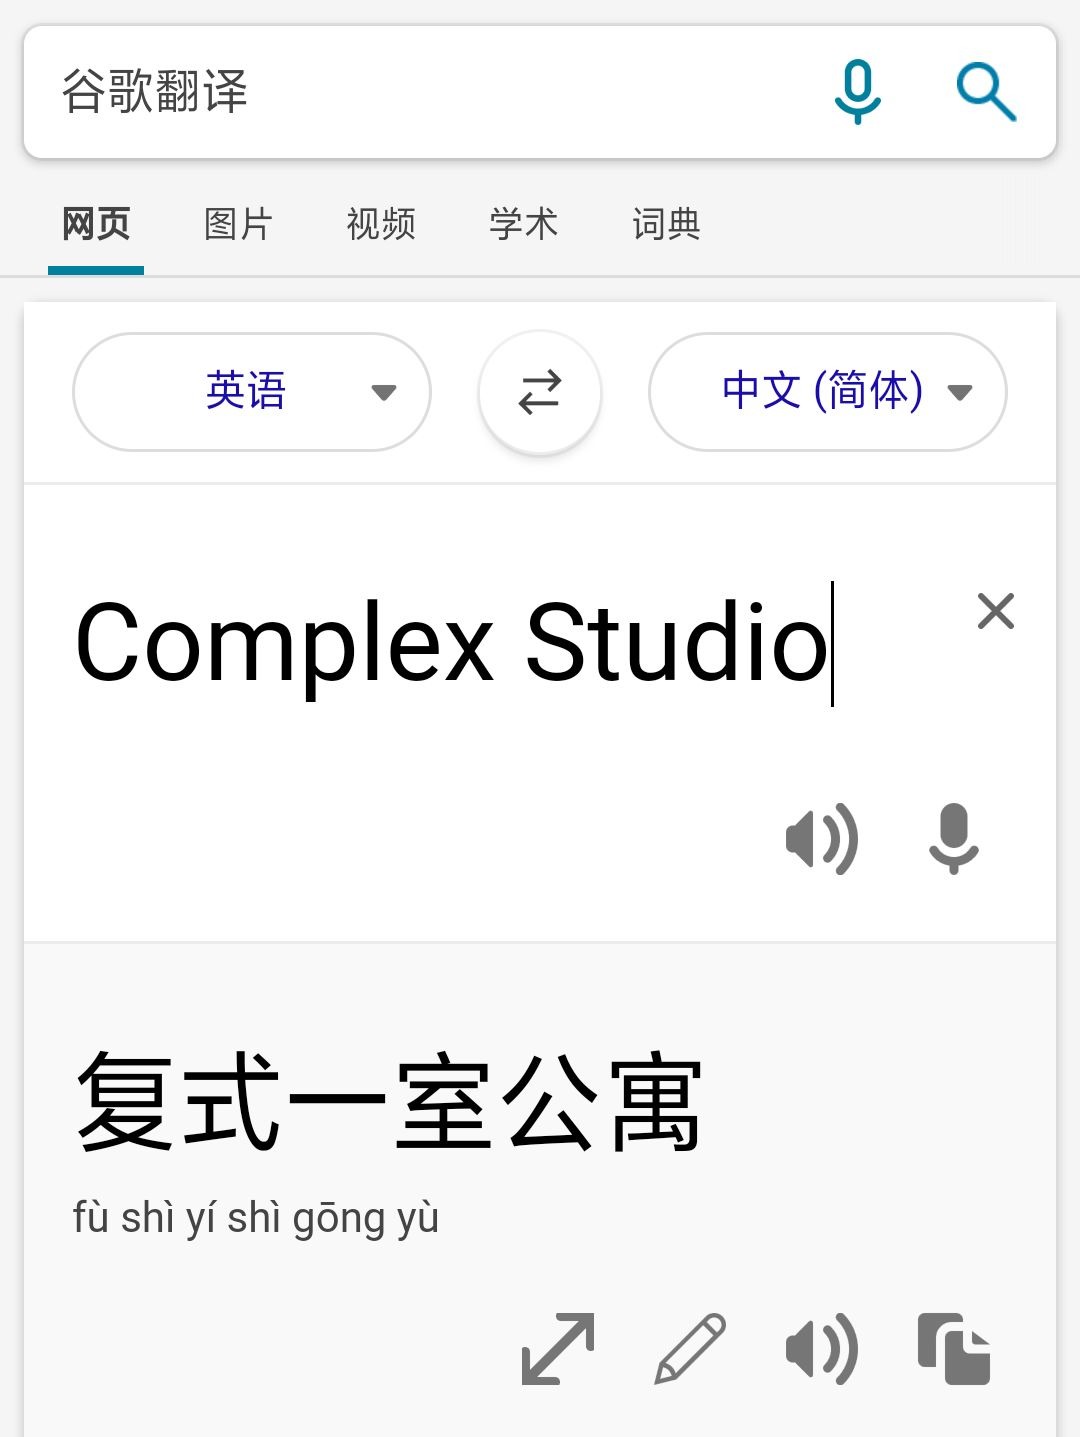 谷歌翻译
网页 图片 视频 学术 词典
英语 中文 (简体)
Complex Studio
复式一室公寓
fù shì yí shì gōng yù